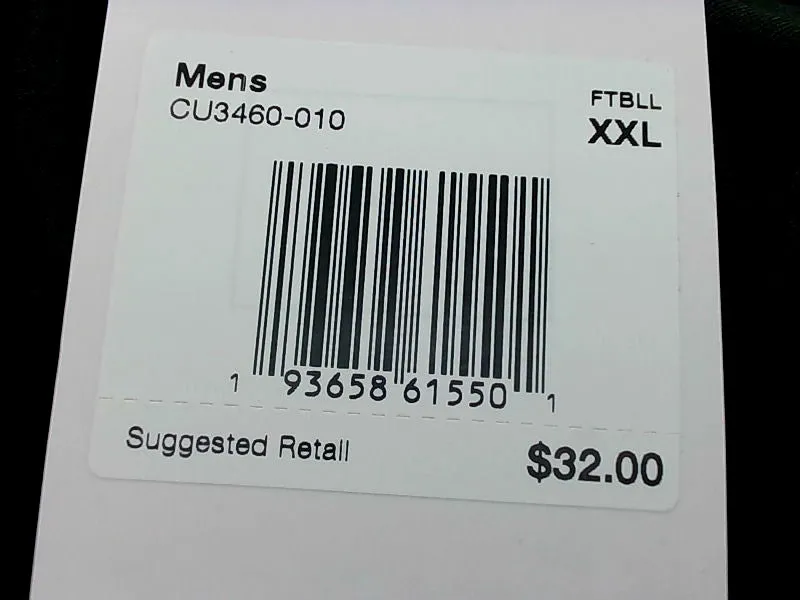 Mens
CU3460-010
FTBLL
XXL
1 93658 61550 1
Suggested Retail
$32.00